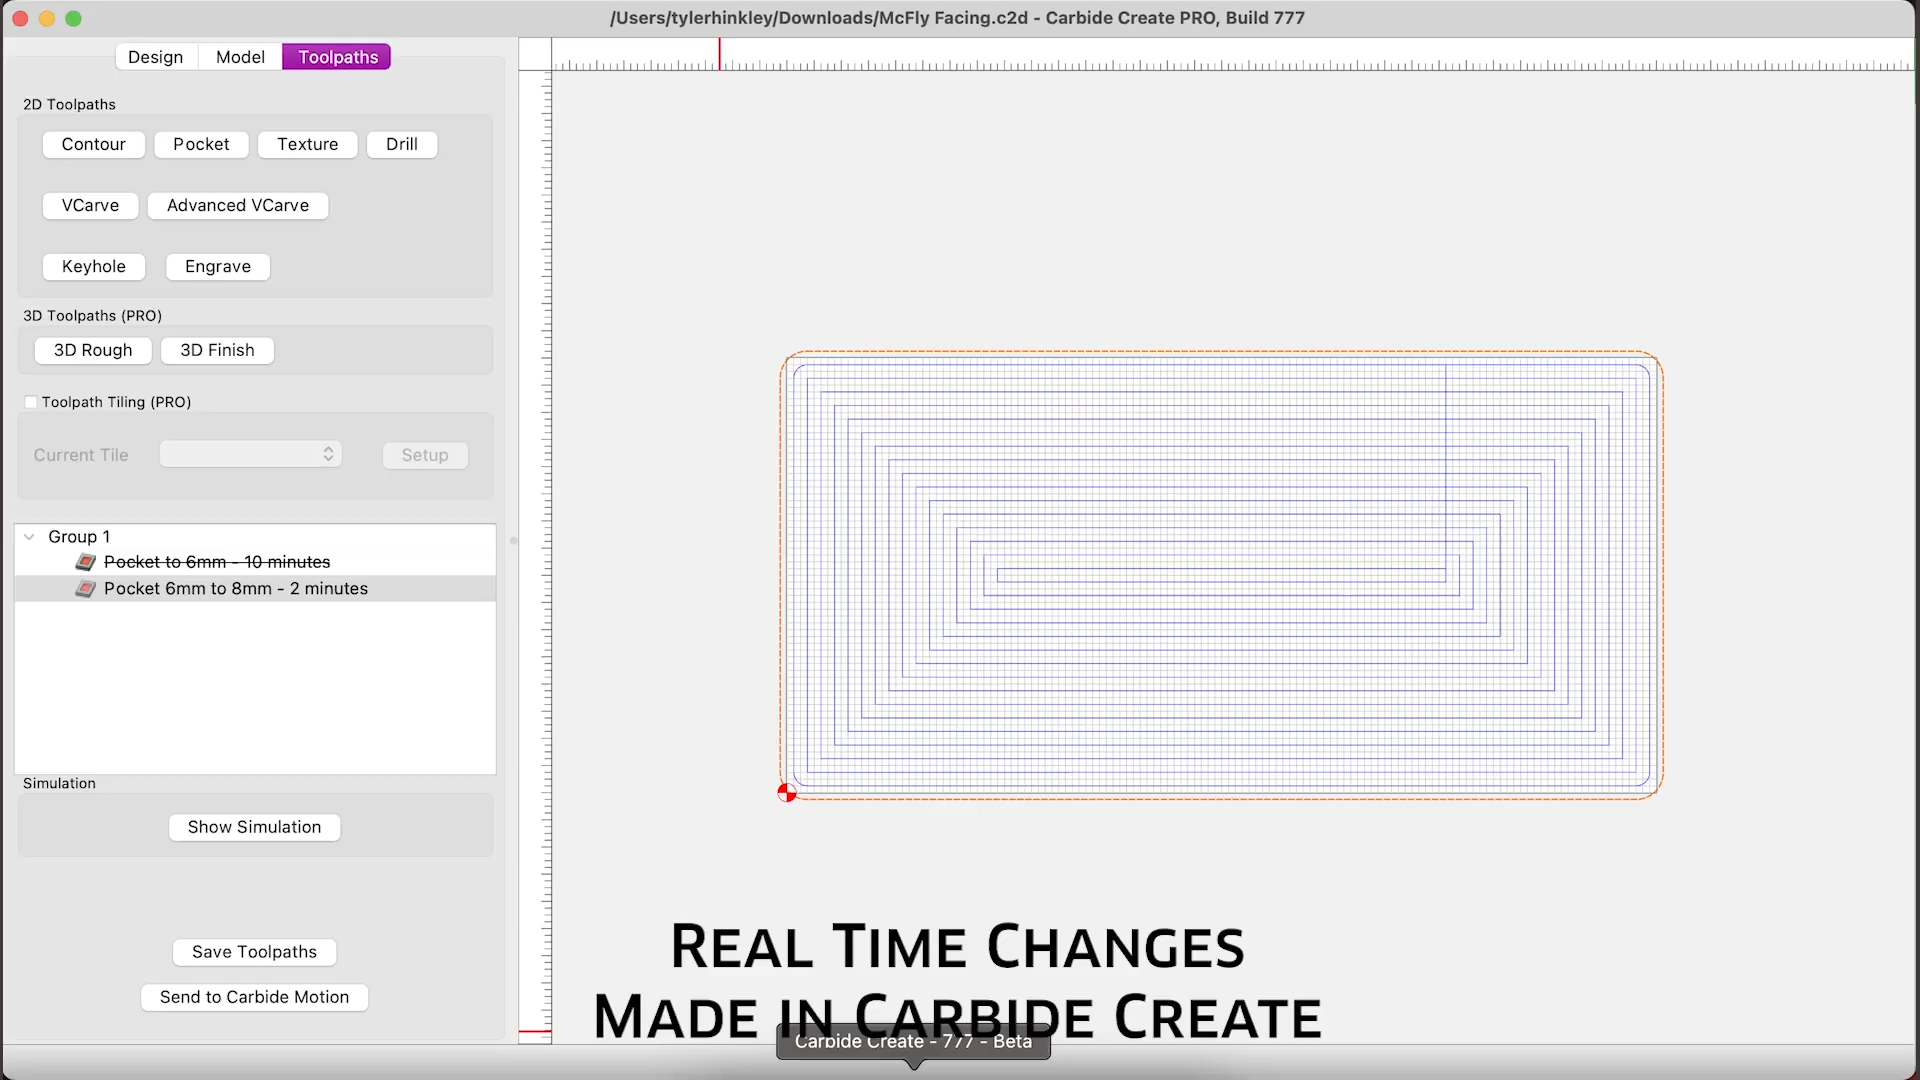 /Users/tylerhinkley/Downloads/McFly Facing.c2d - Carbide Create PRO, Build 777
Design Model Toolpaths
2D Toolpaths
Contour Pocket Texture Drill
VCarve Advanced VCarve
Keyhole Engrave
3D Toolpaths (PRO)
3D Rough 3D Finish
Toolpath Tiling (PRO)
Current Tile Setup
Group 1
Pocket to 6mm - 10 minutes
Pocket 6mm to 8mm - 2 minutes
Simulation
Show Simulation
Save Toolpaths
Send to Carbide Motion
Real Time Changes
Made in Carbide Create
Carbide Create - 777 - Beta